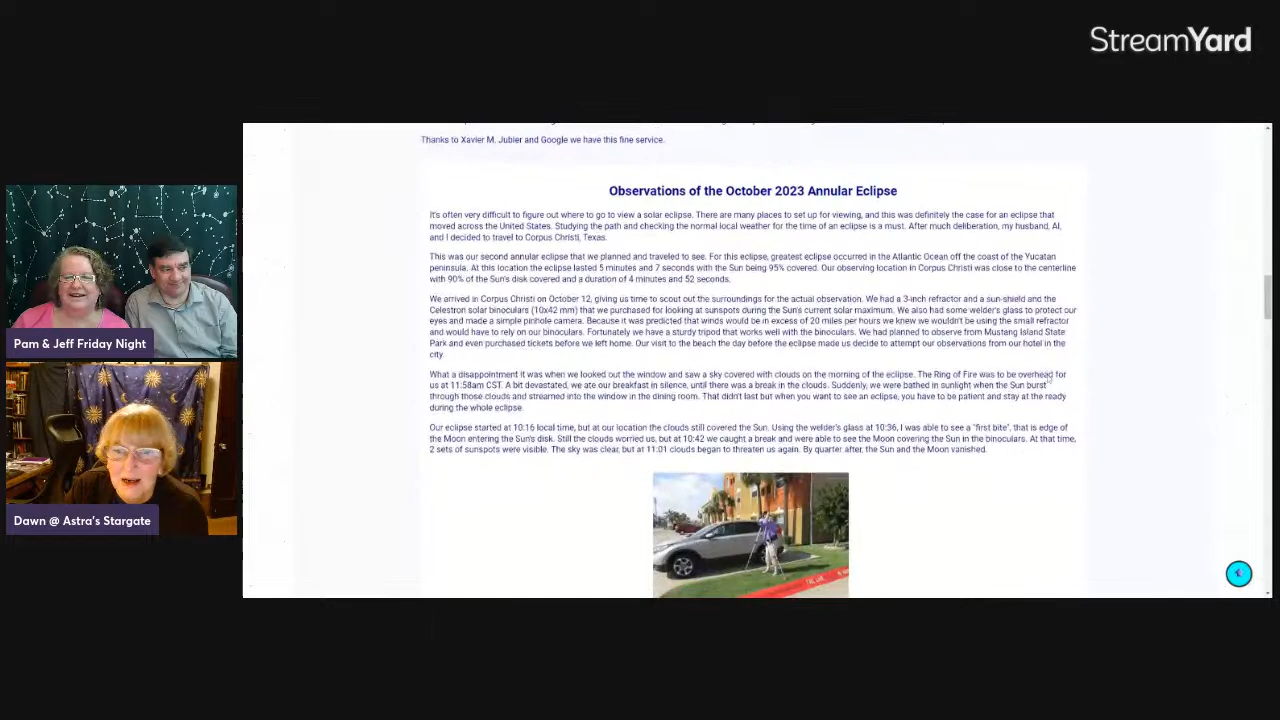 StreamYard
Thanks to Xavier M. Jubier and Google we have this fine service.
Observations of the October 2023 Annular Eclipse
It's often very difficult to figure out where to go to view a solar eclipse. There are many places to set up for viewing, and this was definitely the case for an eclipse that
moved across the United States. Studying the path and checking the normal local weather for the time of an eclipse is a must. After much deliberation, my husband, Al,
and I decided to travel to Corpus Christi, Texas.
This was our second annular eclipse that we planned and traveled to see. For this eclipse, greatest eclipse occurred in the Atlantic Ocean off the coast of the Yucatan
peninsula. At this location the eclipse lasted 5 minutes and 7 seconds with the Sun being 95% covered. Our observing location in Corpus Christi was close to the centerline
with 90% of the Sun's disk covered and a duration of 4 minutes and 52 seconds.
We arrived in Corpus Christi on October 12, giving us time to scout out the surroundings for the actual observation. We had a 3-inch refractor and a sun-shield and the
Celestron solar binoculars (10x42 mm) that we purchased for looking at sunspots during the Sun's current solar maximum. We also had some welder's glass to protect our
eyes and made a simple pinhole camera. Because it was predicted that winds would be in excess of 20 miles per hours we knew we wouldn't be using the small refractor
and would have to rely on our binoculars. Fortunately we have a sturdy tripod that works well with the binoculars. We had planned to observe from Mustang Island State
Park and even purchased tickets before we left home. Our visit to the beach the day before the eclipse made us decide to attempt our observations from our hotel in the
city.
What a disappointment it was when we looked out the window and saw a sky covered with clouds on the morning of the eclipse. The Ring of Fire was to be overhead for
us at 11:58am CST. A bit devastated, we ate our breakfast in silence, until there was a break in the clouds. Suddenly, we were bathed in sunlight when the Sun burst
through those clouds and streamed into the window in the dining room. That didn't last but when you want to see an eclipse, you have to be patient and stay at the ready
during the whole eclipse.
Our eclipse started at 10:16 local time, but at our location the clouds still covered the Sun. Using the welder's glass at 10:36, I was able to see a "first bite", that is edge of
the Moon entering the Sun's disk. Still the clouds worried us, but at 10:42 we caught a break and were able to see the Moon covering the Sun in the binoculars. At that time,
2 sets of sunspots were visible. The sky was clear, but at 11:01 clouds began to threaten us again. By quarter after, the Sun and the Moon vanished.
Pam & Jeff Friday Night
Dawn @ Astra's Stargate